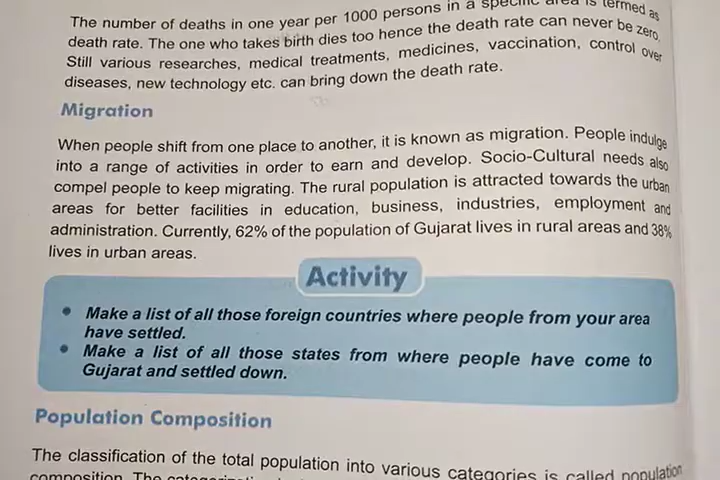 The number of deaths in one year per 1000 persons in a specific area is termed as
death rate. The one who takes birth dies too hence the death rate can never be zero.
Still various researches, medical treatments, medicines, vaccination, control over
diseases, new technology etc. can bring down the death rate.
Migration
When people shift from one place to another, it is known as migration. People indulge
into a range of activities in order to earn and develop. Socio-Cultural needs also
compel people to keep migrating. The rural population is attracted towards the urban
areas for better facilities in education, business, industries, employment and
administration. Currently, 62% of the population of Gujarat lives in rural areas and 38%
lives in urban areas.
Activity
• Make a list of all those foreign countries where people from your area
have settled.
• Make a list of all those states from where people have come to
Gujarat and settled down.
Population Composition
The classification of the total population into various categories is called population
composition. The